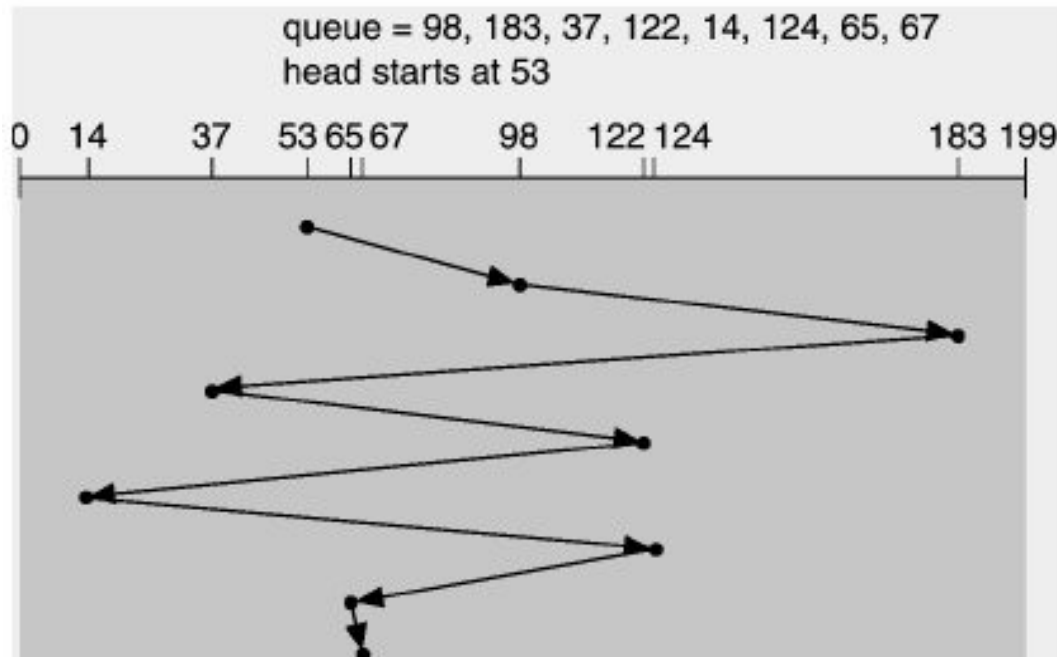 queue = 98, 183, 37, 122, 14, 124, 65, 67
head starts at 53
0 14 37 53 65 67 98 122 124 183 199